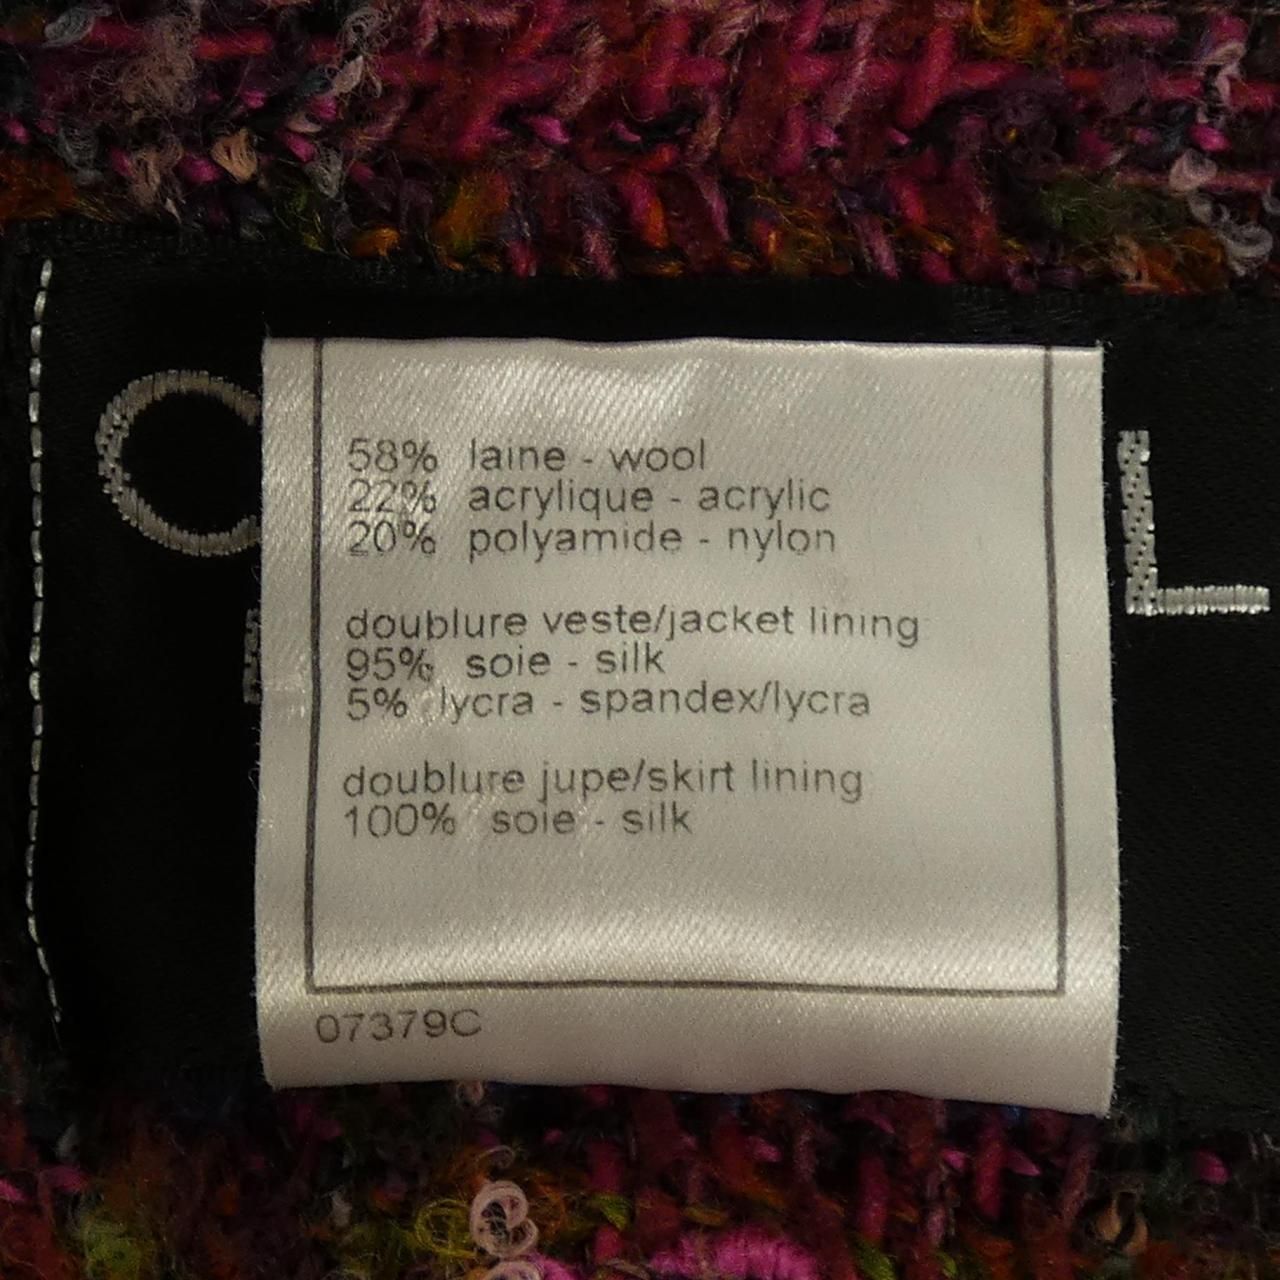 C L
58% laine - wool
22% acrylique - acrylic
20% polyamide - nylon
doublure veste/jacket lining
95% soie - silk
5% lycra - spandex/lycra
doublure jupe/skirt lining
100% soie - silk
07379C